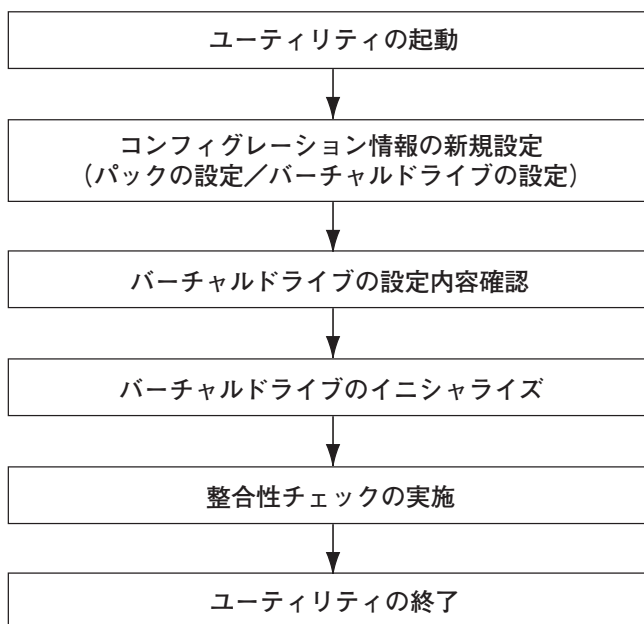 ユーティリティの起動
コンフィグレーション情報の新規設定
（パックの設定／バーチャルドライブの設定）
バーチャルドライブの設定内容確認
バーチャルドライブのイニシャライズ
整合性チェックの実施
ユーティリティの終了